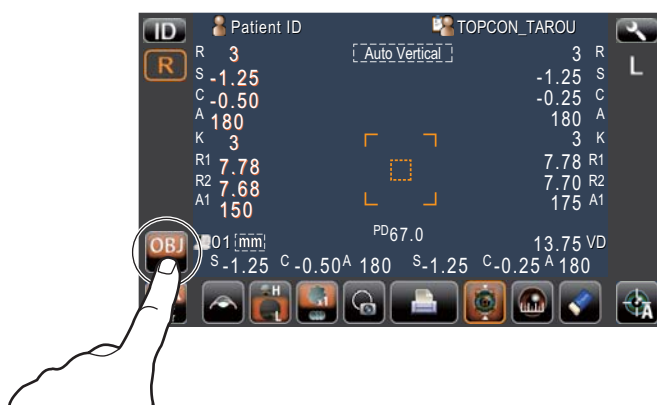 ID Patient ID TOPCON_TAROU
R R 3 Auto Vertical 3 R L
S -1.25 -1.25 S
C -0.50 -0.25 C
A 180 180 A
K 3 3 K
R1 7.78 7.78 R1
R2 7.68 7.70 R2
A1 150 175 A1
OBJ 01 mm PD67.0 13.75 VD
S-1.25 C-0.50 A 180 S-1.25 C-0.25 A 180
H L 1 A